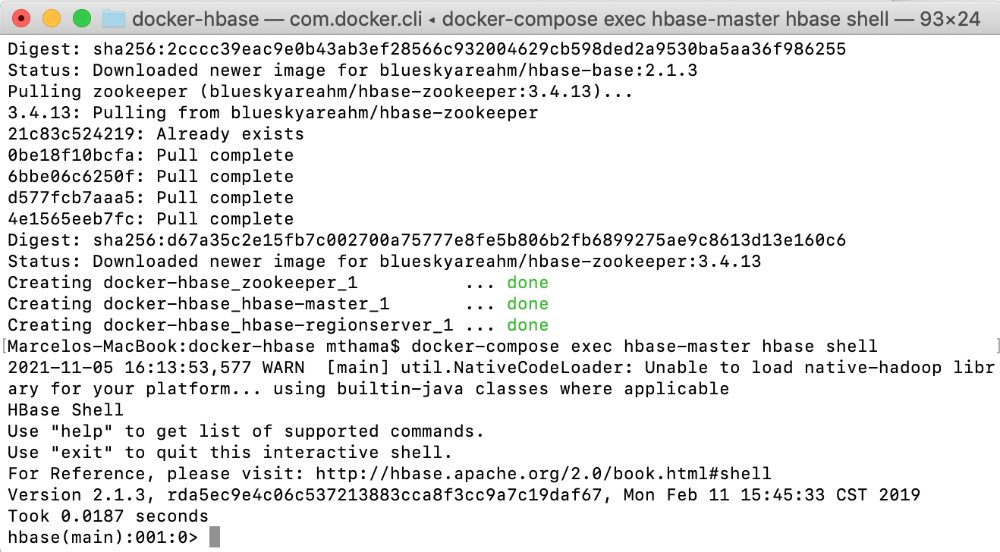 docker-hbase — com.docker.cli ◂ docker-compose exec hbase-master hbase shell — 93×24
Digest: sha256:2cccc39eac9e0b43ab3ef28566c932004629cb598ded2a9530ba5aa36f986255
Status: Downloaded newer image for blueskyareahm/hbase-base:2.1.3
Pulling zookeeper (blueskyareahm/hbase-zookeeper:3.4.13)...
3.4.13: Pulling from blueskyareahm/hbase-zookeeper
21c83c524219: Already exists
0be18f10bcfa: Pull complete
6bbe06c6250f: Pull complete
d577fcb7aaa5: Pull complete
4e1565eeb7fc: Pull complete
Digest: sha256:d67a35c2e15fb7c002700a75777e8fe5b806b2fb6899275ae9c8613d13e160c6
Status: Downloaded newer image for blueskyareahm/hbase-zookeeper:3.4.13
Creating docker-hbase_zookeeper_1          ... done
Creating docker-hbase_hbase-master_1       ... done
Creating docker-hbase_hbase-regionserver_1 ... done
[Marcelos-MacBook:docker-hbase mthama$ docker-compose exec hbase-master hbase shell ]
2021-11-05 16:13:53,577 WARN  [main] util.NativeCodeLoader: Unable to load native-hadoop libr
ary for your platform... using builtin-java classes where applicable
HBase Shell
Use "help" to get list of supported commands.
Use "exit" to quit this interactive shell.
For Reference, please visit: http://hbase.apache.org/2.0/book.html#shell
Version 2.1.3, rda5ec9e4c06c537213883cca8f3cc9a7c19daf67, Mon Feb 11 15:45:33 CST 2019
Took 0.0187 seconds
hbase(main):001:0>